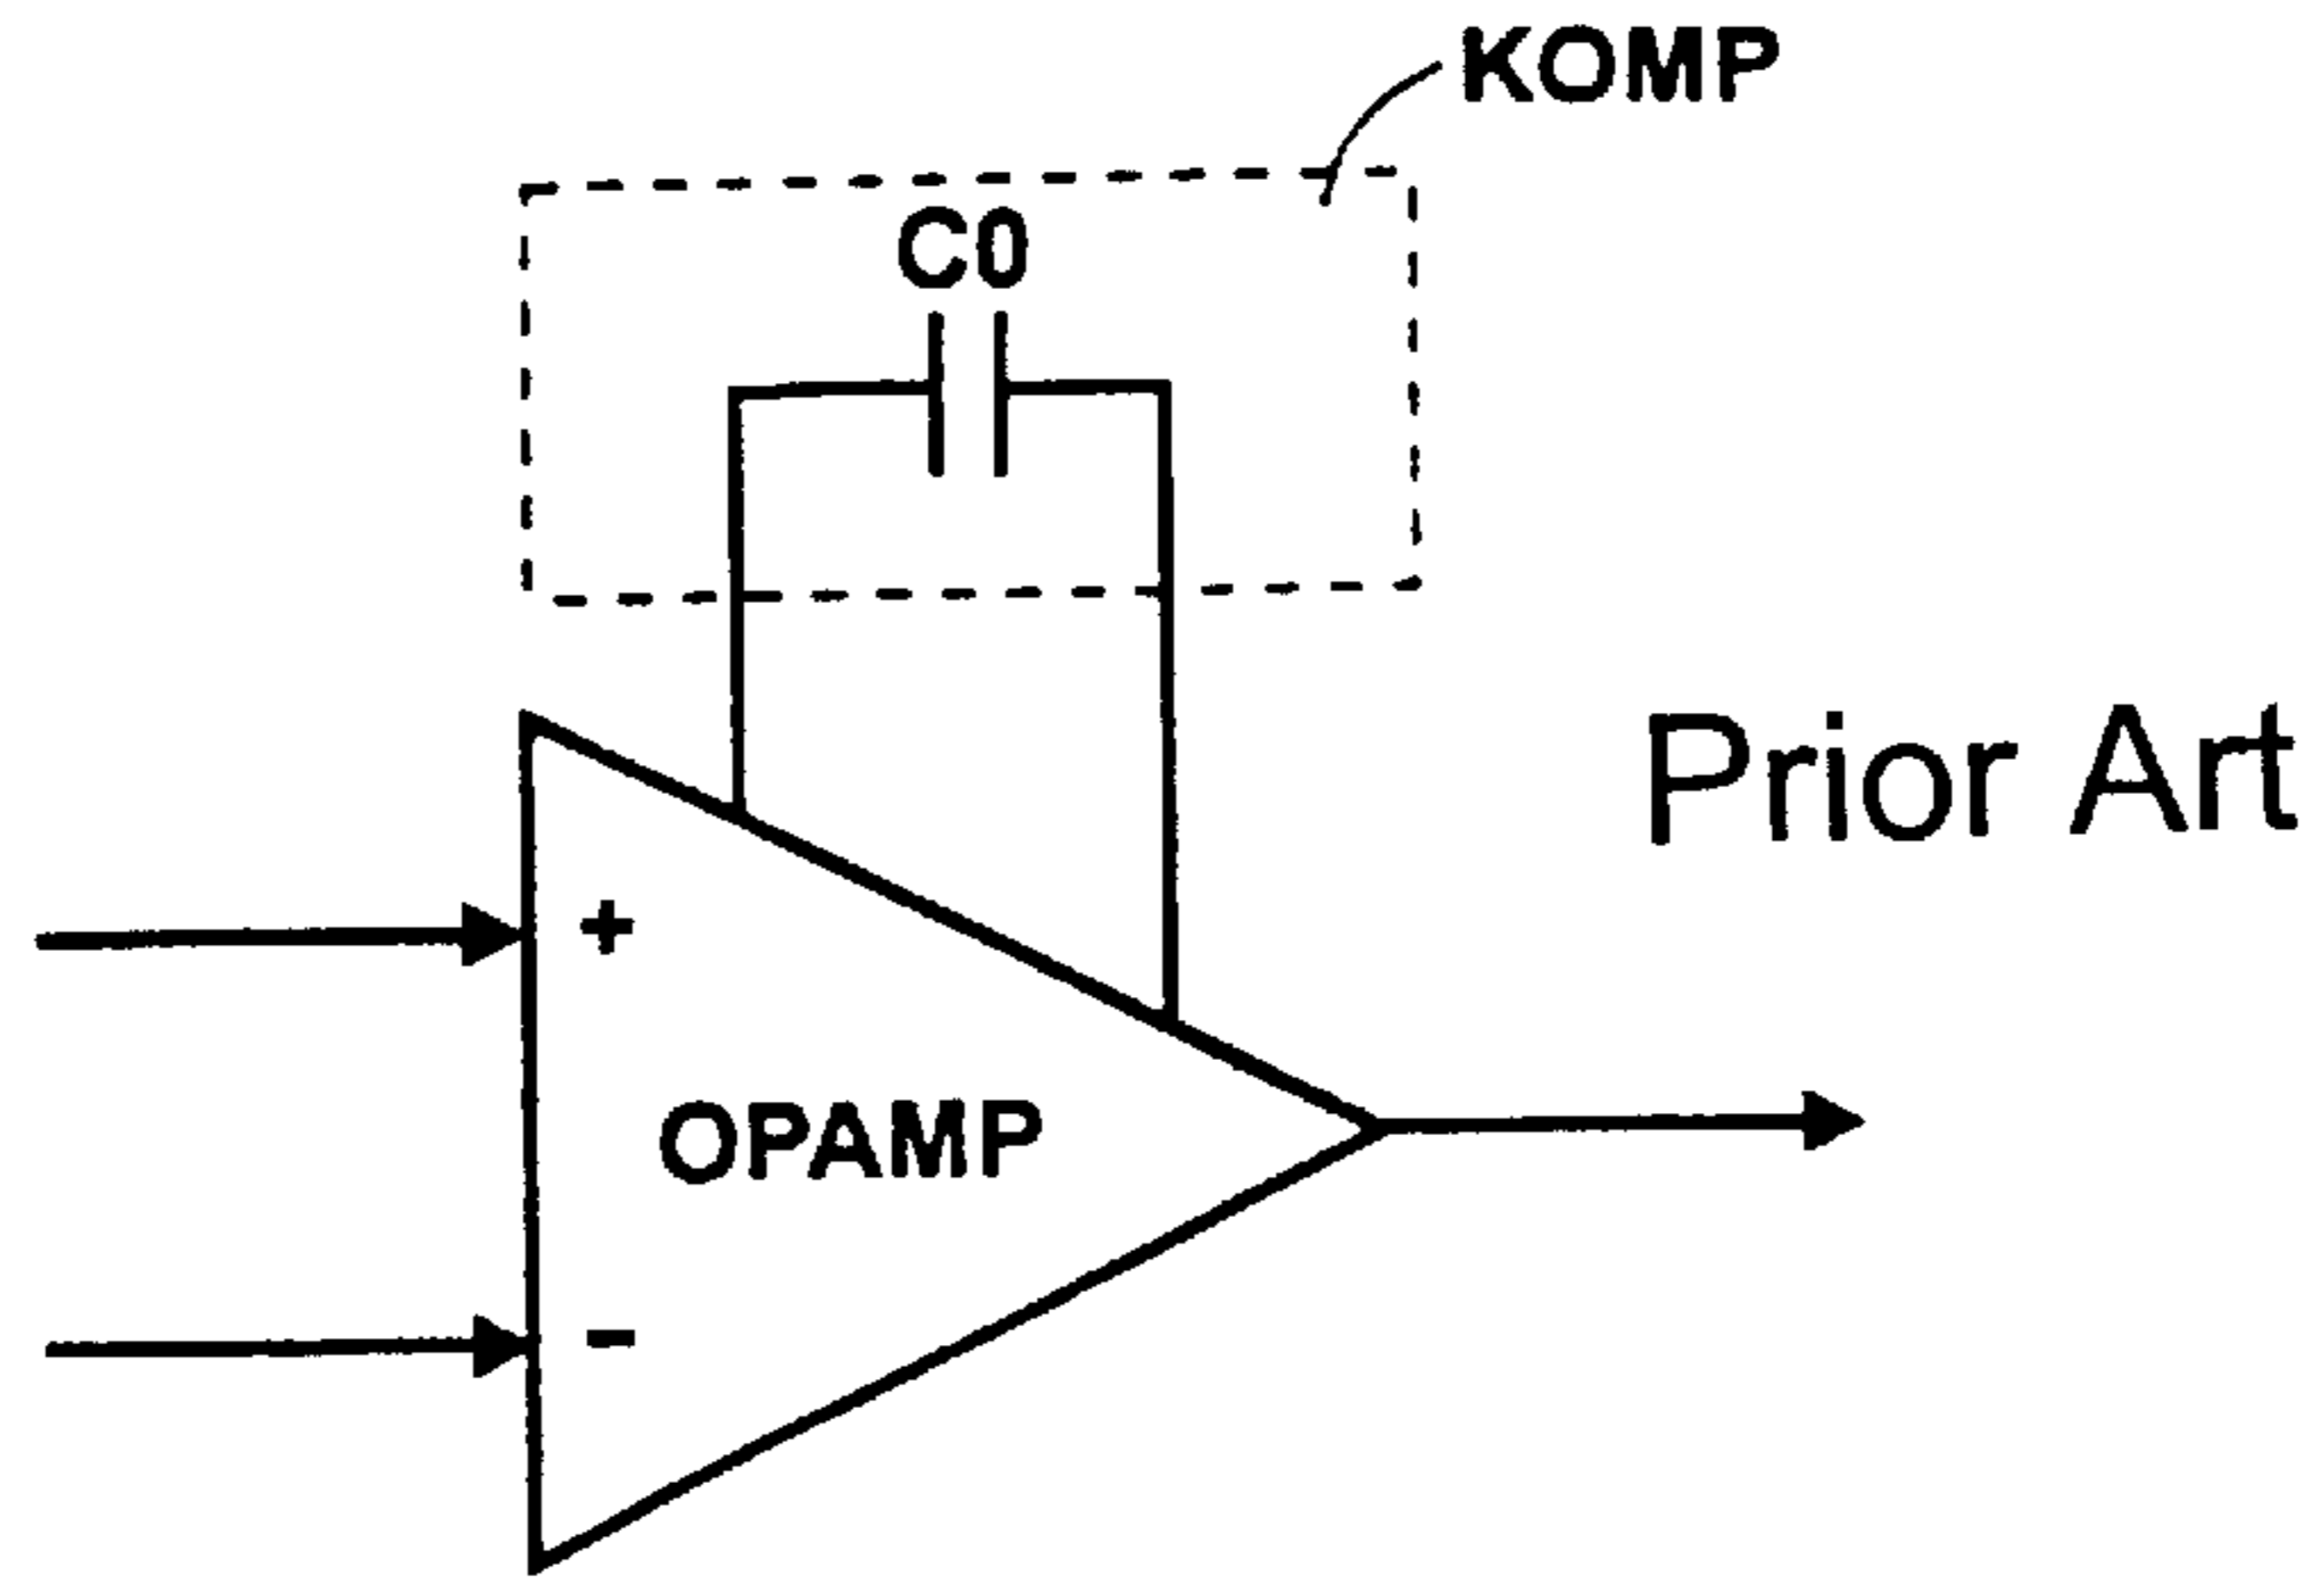 KOMP
C0
Prior Art
+
OPAMP
-